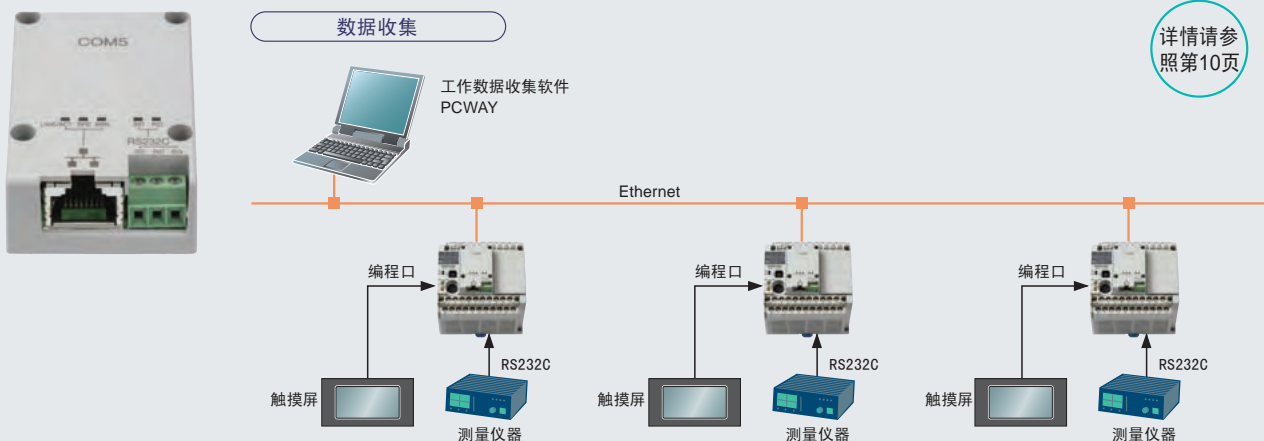 COM5
RS232C
数据收集
详情请参
照第10页
工作数据收集软件
PCWAY
Ethernet
编程口
编程口
编程口
RS232C
RS232C
RS232C
触摸屏
触摸屏
触摸屏
测量仪器
测量仪器
测量仪器